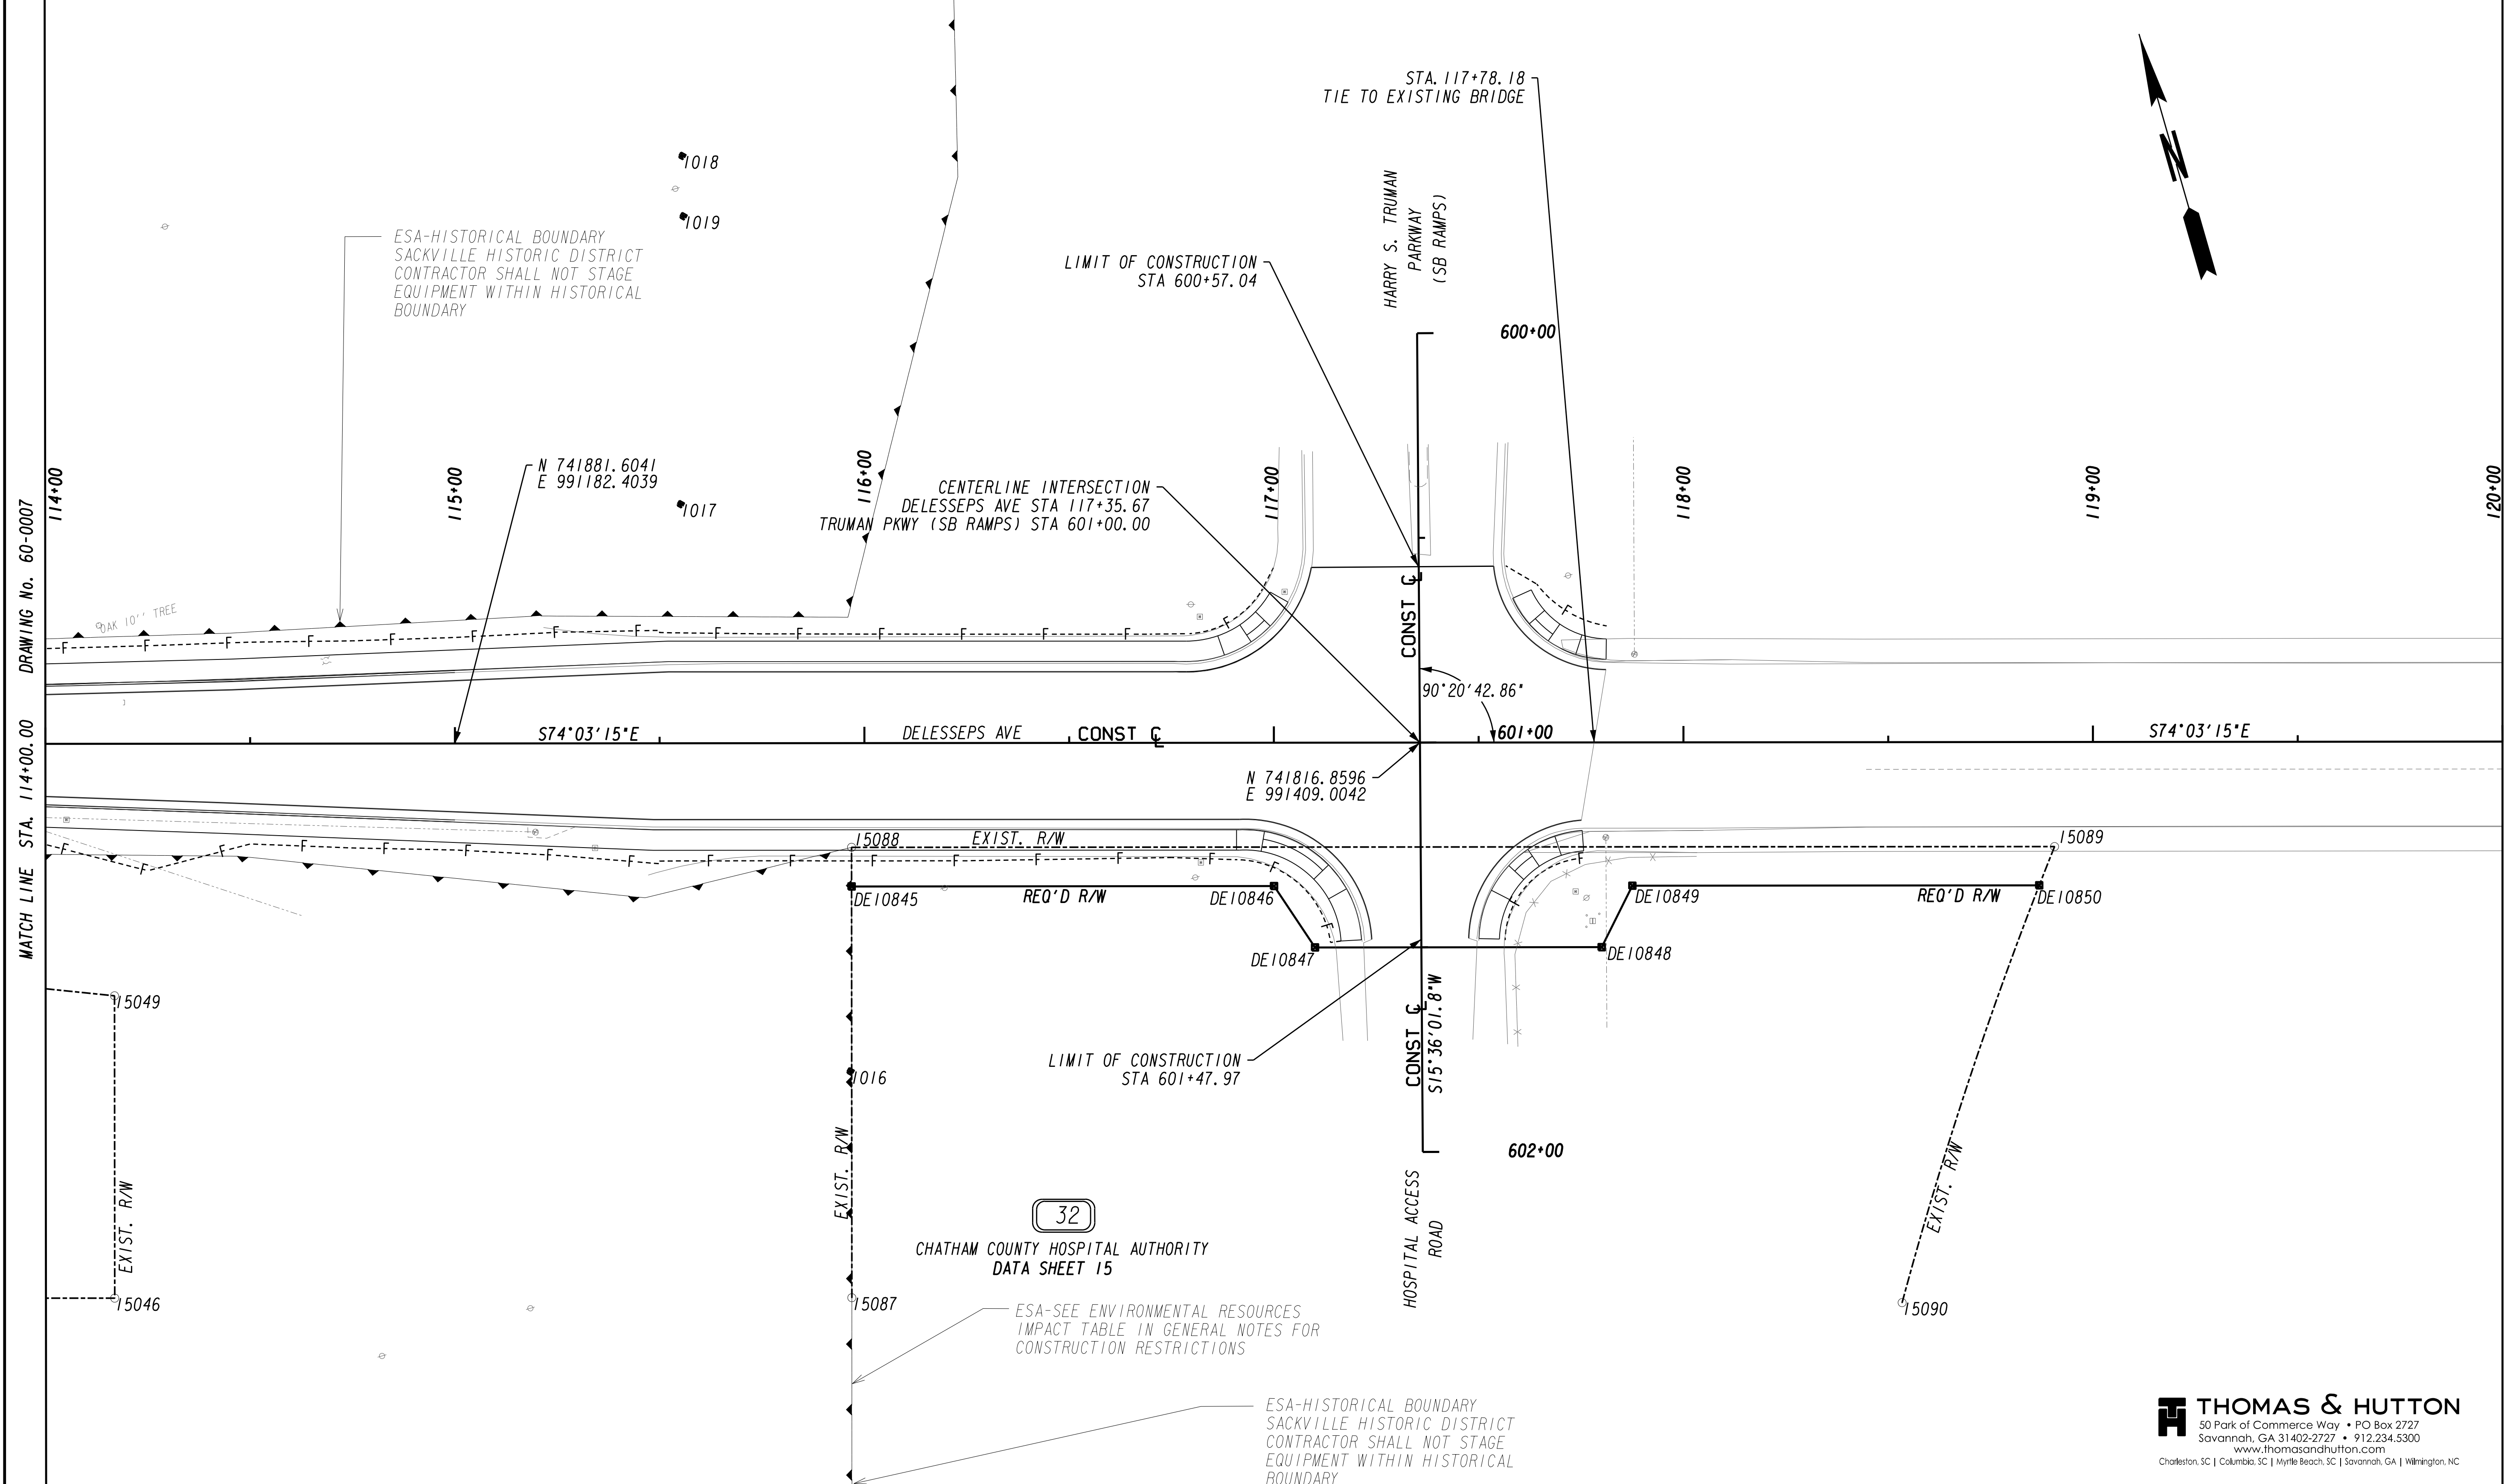 STA. 117+78.18
TIE TO EXISTING BRIDGE
N
1018
1019
HARRY S. TRUMAN
PARKWAY
(SB RAMPS)
ESA-HISTORICAL BOUNDARY
SACKVILLE HISTORIC DISTRICT
CONTRACTOR SHALL NOT STAGE
EQUIPMENT WITHIN HISTORICAL
BOUNDARY
LIMIT OF CONSTRUCTION
STA 600+57.04
600+00
114+00
115+00
116+00
117+00
118+00
119+00
120+00
N 741881.6041
E 991182.4039
1017
CENTERLINE INTERSECTION
DELESSEPS AVE STA 117+35.67
TRUMAN PKWY (SB RAMPS) STA 601+00.00
MATCH LINE STA. 114+00.00 DRAWING No. 60-0007
OAK 10'' TREE
CONST ℄
90°20'42.86"
S74°03'15"E
DELESSEPS AVE
CONST ℄
601+00
S74°03'15"E
N 741816.8596
E 991409.0042
15088
EXIST. R/W
15089
DE10845
REQ'D R/W
DE10846
DE10849
REQ'D R/W
DE10850
DE10847
DE10848
15049
1016
LIMIT OF CONSTRUCTION
STA 601+47.97
CONST ℄
S15°36'01.8"W
EXIST. R/W
EXIST. R/W
EXIST. R/W
602+00
HOSPITAL ACCESS
ROAD
32
CHATHAM COUNTY HOSPITAL AUTHORITY
DATA SHEET 15
15046
15087
15090
ESA-SEE ENVIRONMENTAL RESOURCES
IMPACT TABLE IN GENERAL NOTES FOR
CONSTRUCTION RESTRICTIONS
ESA-HISTORICAL BOUNDARY
SACKVILLE HISTORIC DISTRICT
CONTRACTOR SHALL NOT STAGE
EQUIPMENT WITHIN HISTORICAL
BOUNDARY
THOMAS & HUTTON
50 Park of Commerce Way • PO Box 2727
Savannah, GA 31402-2727 • 912.234.5300
www.thomasandhutton.com
Charleston, SC | Columbia, SC | Myrtle Beach, SC | Savannah, GA | Wilmington, NC